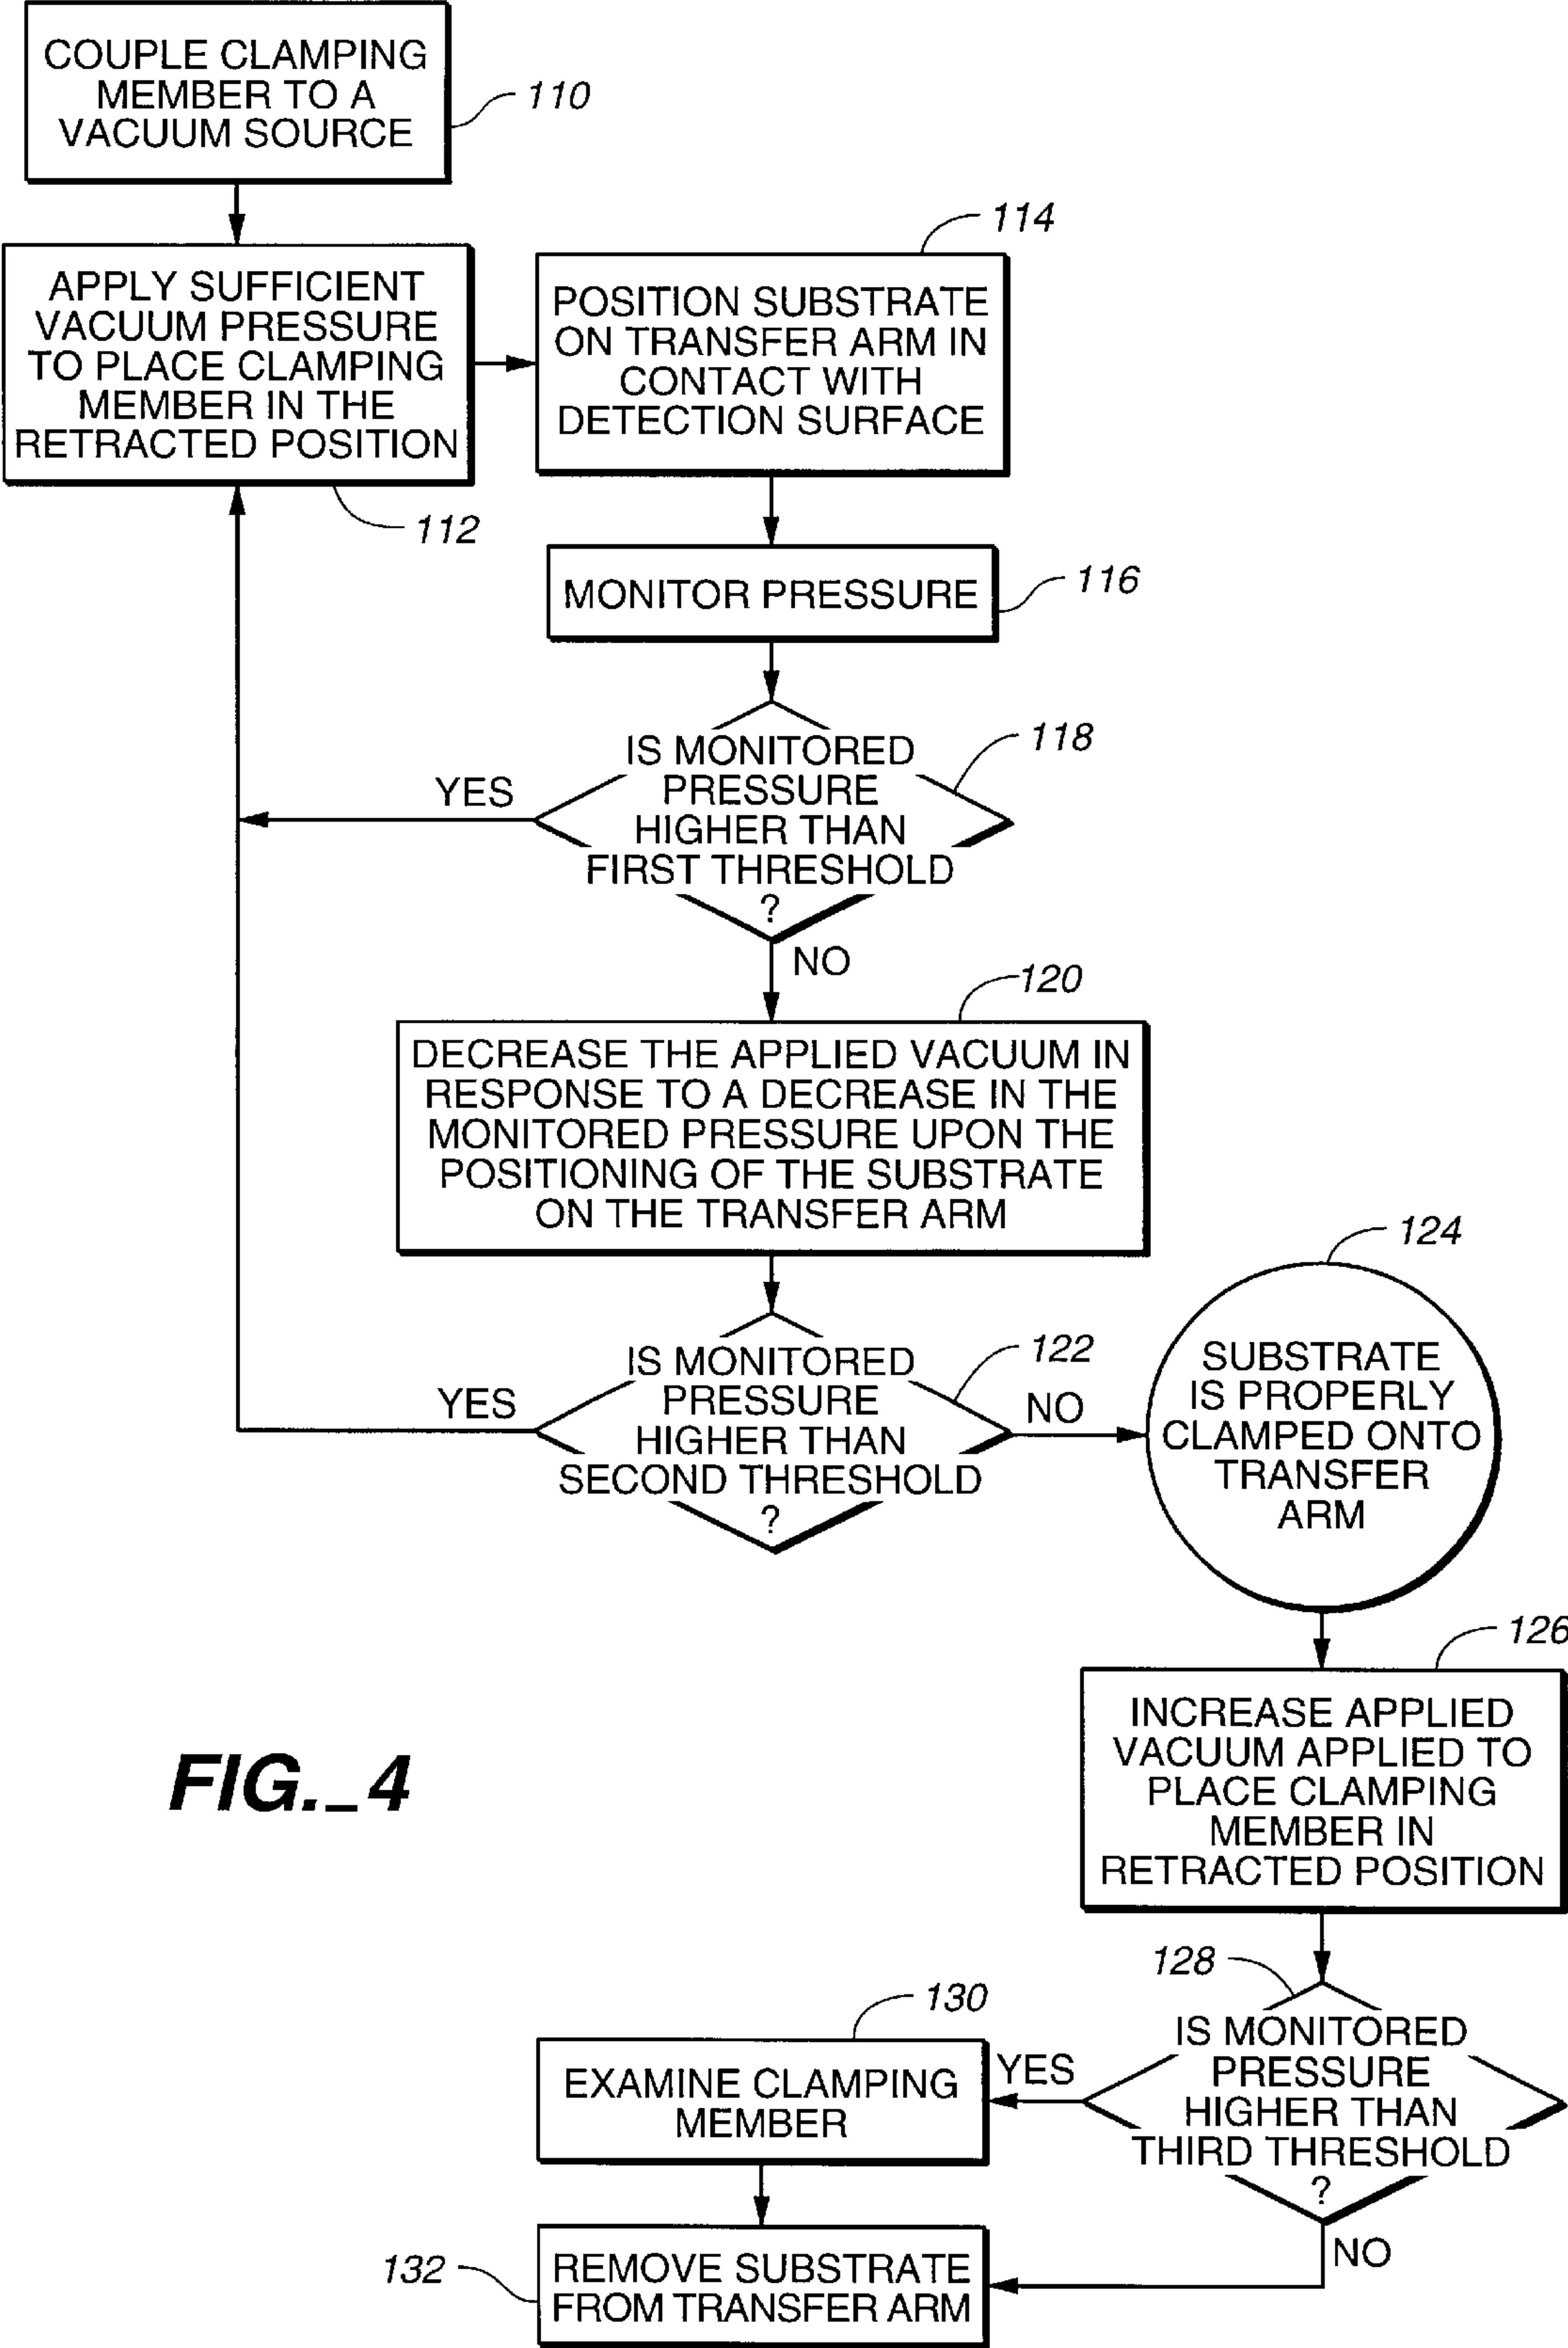 COUPLE CLAMPING
MEMBER TO A
VACUUM SOURCE
110
APPLY SUFFICIENT
VACUUM PRESSURE
TO PLACE CLAMPING
MEMBER IN THE
RETRACTED POSITION
112
114
POSITION SUBSTRATE
ON TRANSFER ARM IN
CONTACT WITH
DETECTION SURFACE
MONITOR PRESSURE
116
IS MONITORED
PRESSURE
HIGHER THAN
FIRST THRESHOLD
?
118
YES
NO
120
DECREASE THE APPLIED VACUUM IN
RESPONSE TO A DECREASE IN THE
MONITORED PRESSURE UPON THE
POSITIONING OF THE SUBSTRATE
ON THE TRANSFER ARM
IS MONITORED
PRESSURE
HIGHER THAN
SECOND THRESHOLD
?
122
YES
NO
124
SUBSTRATE
IS PROPERLY
CLAMPED ONTO
TRANSFER
ARM
126
INCREASE APPLIED
VACUUM APPLIED TO
PLACE CLAMPING
MEMBER IN
RETRACTED POSITION
FIG._4
128
IS MONITORED
PRESSURE
HIGHER THAN
THIRD THRESHOLD
?
YES
NO
130
EXAMINE CLAMPING
MEMBER
132
REMOVE SUBSTRATE
FROM TRANSFER ARM